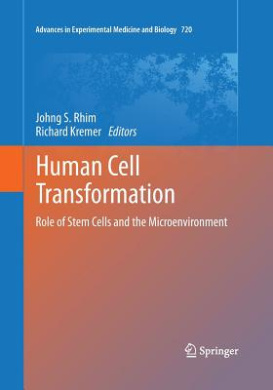 Advances in Experimental Medicine and Biology 720
Johng S. Rhim
Richard Kremer Editors
Human Cell
Transformation
Role of Stem Cells and the Microenvironment
Springer